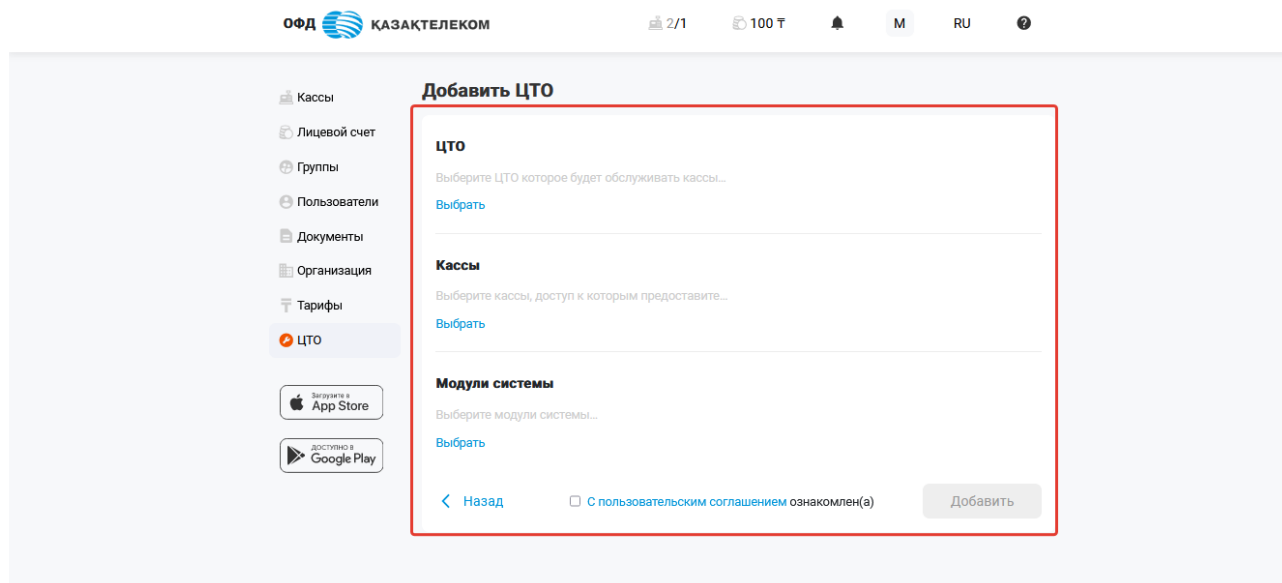 ОФД ҚАЗАҚТЕЛЕКОМ 2/1 100 ₸ M RU ?
Кассы
Лицевой счет
Группы
Пользователи
Документы
Организация
Тарифы
ЦТО
Загрузите в
App Store
ДОСТУПНО В
Google Play
Добавить ЦТО
ЦТО
Выберите ЦТО которое будет обслуживать кассы...
Выбрать
Кассы
Выберите кассы, доступ к которым предоставите...
Выбрать
Модули системы
Выберите модули системы...
Выбрать
Назад С пользовательским соглашением ознакомлен(а) Добавить